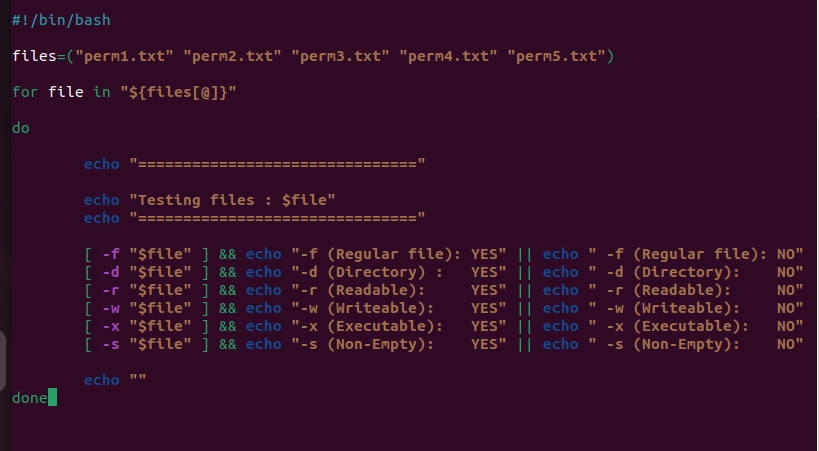 #!/bin/bash
files=("perm1.txt" "perm2.txt" "perm3.txt" "perm4.txt" "perm5.txt")
for file in "${files[@]}"
do
        echo "==============================="
        echo "Testing files : $file"
        echo "==============================="
        [ -f "$file" ] && echo "-f (Regular file): YES" || echo " -f (Regular file): NO"
        [ -d "$file" ] && echo "-d (Directory) :   YES" || echo " -d (Directory):    NO"
        [ -r "$file" ] && echo "-r (Readable):     YES" || echo " -r (Readable):     NO"
        [ -w "$file" ] && echo "-w (Writeable):    YES" || echo " -w (Writeable):    NO"
        [ -x "$file" ] && echo "-x (Executable):   YES" || echo " -x (Executable):   NO"
        [ -s "$file" ] && echo "-s (Non-Empty):    YES" || echo " -s (Non-Empty):    NO"
        echo ""
done